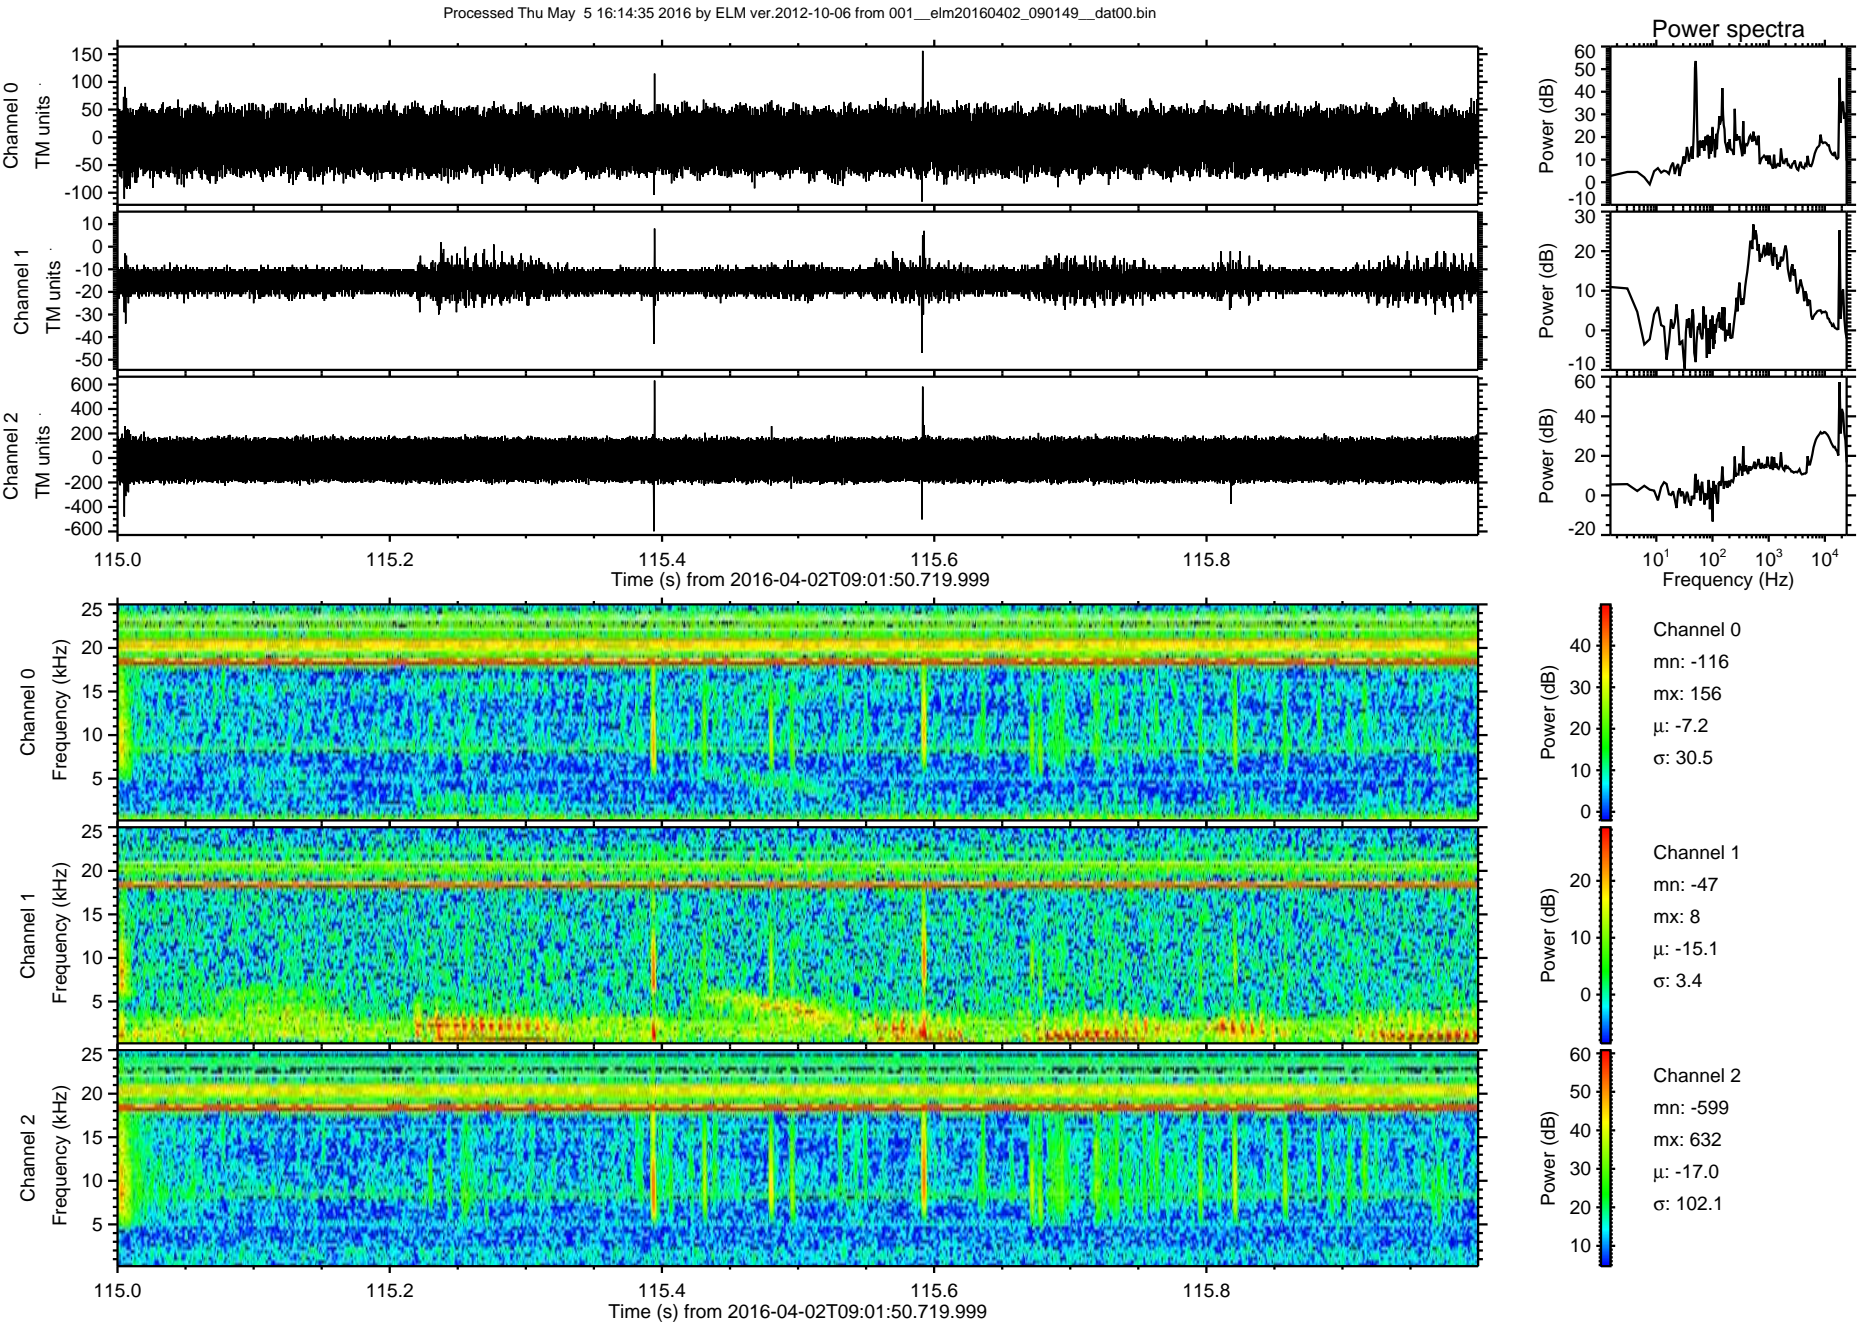 Processed Thu May  5 16:14:35 2016 by ELM ver.2012-10-06 from 001__elm20160402_090149__dat00.bin
Power spectra
Channel 0
TM units
150
100
50
0
-50
-100
Power (dB)
60
50
40
30
20
10
0
-10
Channel 1
TM units
10
0
-10
-20
-30
-40
-50
Power (dB)
30
20
10
0
-10
Channel 2
TM units
600
400
200
0
-200
-400
-600
Power (dB)
60
40
20
0
-20
115.0 115.2 115.4 115.6 115.8
Time (s) from 2016-04-02T09:01:50.719.999
10¹ 10² 10³ 10⁴
Frequency (Hz)
Channel 0
Frequency (kHz)
25
20
15
10
5
Power (dB)
40
30
20
10
0
Channel 0
mn: -116
mx: 156
μ: -7.2
σ: 30.5
Channel 1
Frequency (kHz)
25
20
15
10
5
Power (dB)
20
10
0
Channel 1
mn: -47
mx: 8
μ: -15.1
σ: 3.4
Channel 2
Frequency (kHz)
25
20
15
10
5
Power (dB)
60
50
40
30
20
10
Channel 2
mn: -599
mx: 632
μ: -17.0
σ: 102.1
115.0 115.2 115.4 115.6 115.8
Time (s) from 2016-04-02T09:01:50.719.999